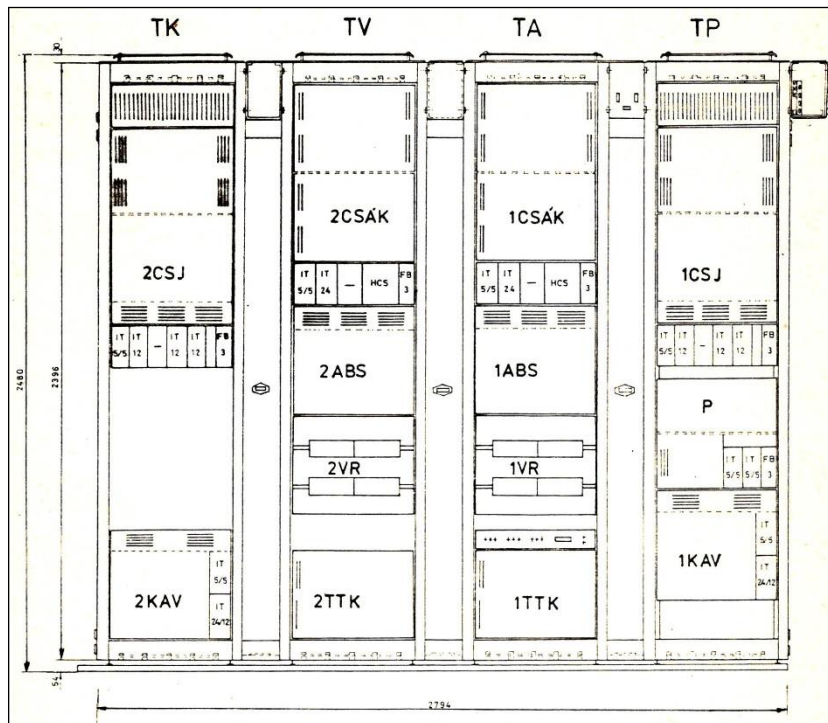 TK TV TA TP
30
2CSÁK 1CSÁK
2CSJ 1CSJ
IT 5/5 IT 24 – HCS FB 3
IT 5/5 IT 24 – HCS FB 3
IT 5/5 IT 12 – IT 12 IT 12 FB 3
IT 5/5 IT 12 – IT 12 IT 12 FB 3
2480
2396
2ABS 1ABS
P
IT 5/5 IT 5/5 FB 3
2VR 1VR
+++ +++ +++
IT 5/5
IT 24/12
1KAV
IT 5/5
IT 24/12
2KAV 2TTK 1TTK
54
2794